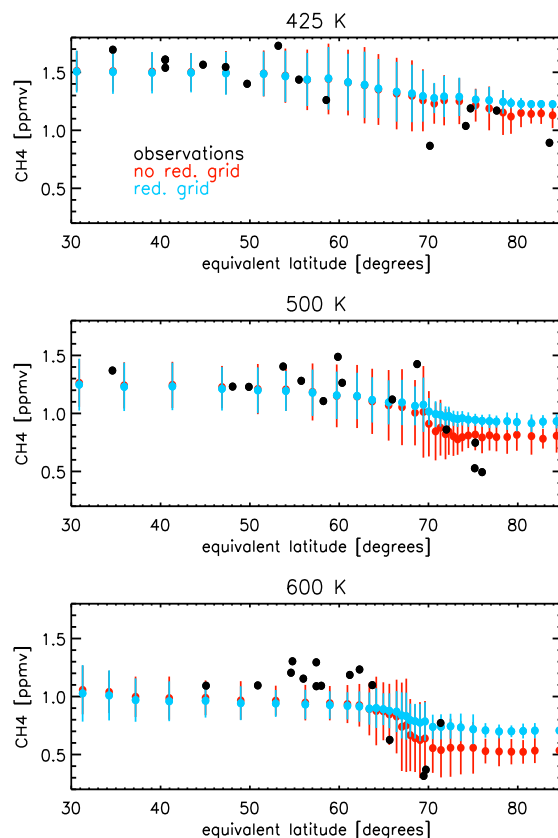 425 K
CH4 [ppmv]
1.5
1.0
0.5
observations
no red. grid
red. grid
30 40 50 60 70 80
equivalent latitude [degrees]
500 K
CH4 [ppmv]
1.5
1.0
0.5
30 40 50 60 70 80
equivalent latitude [degrees]
600 K
CH4 [ppmv]
1.5
1.0
0.5
30 40 50 60 70 80
equivalent latitude [degrees]